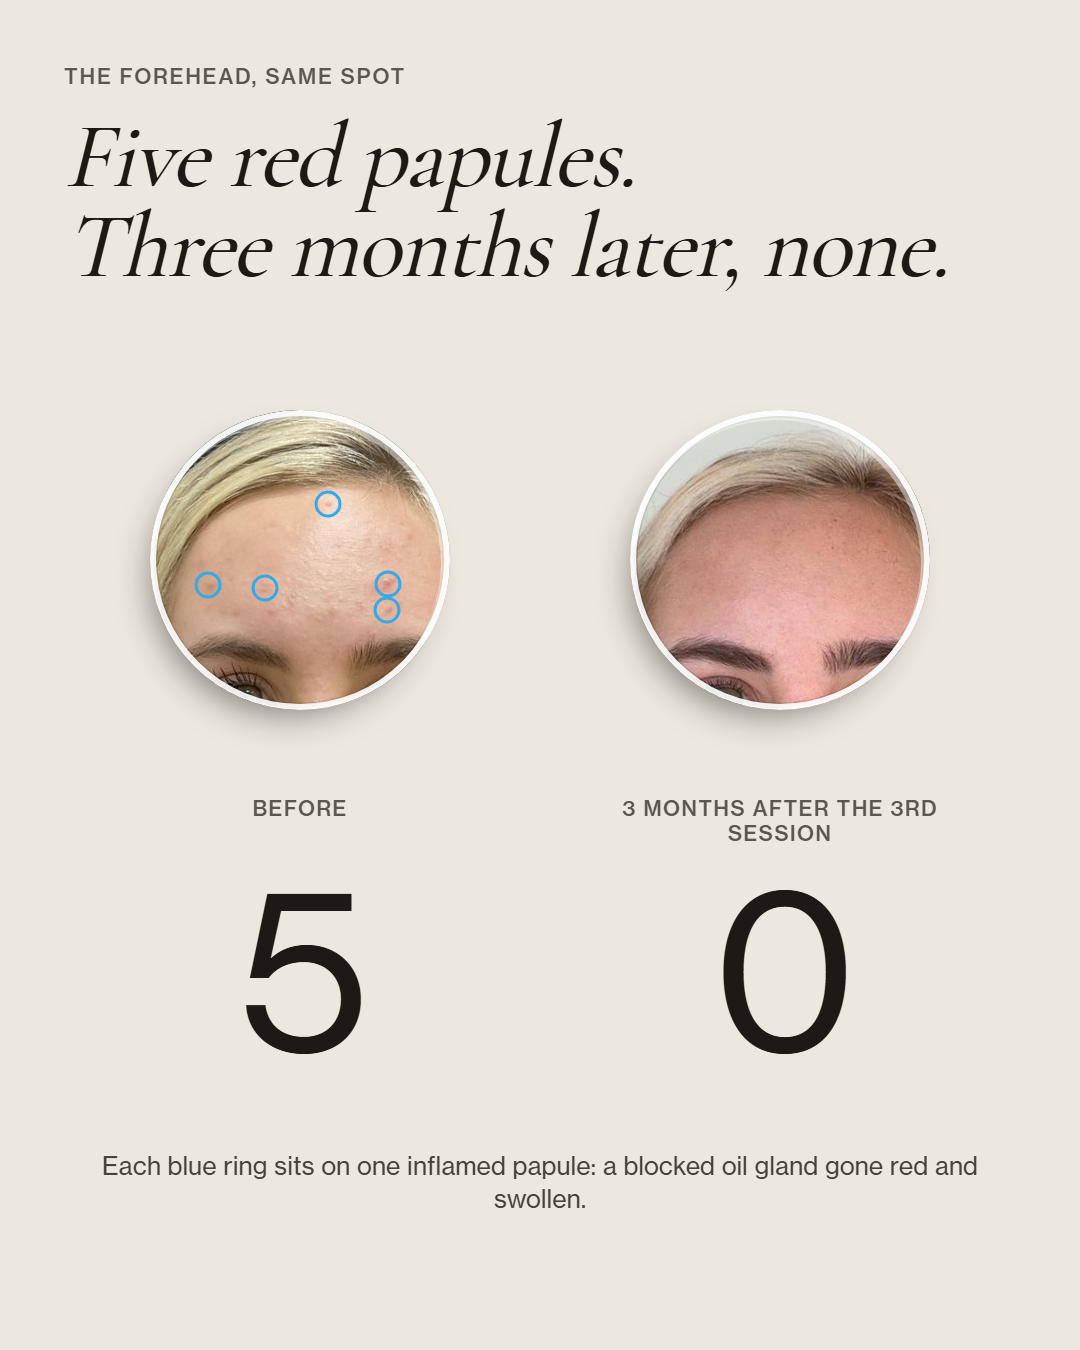 THE FOREHEAD, SAME SPOT
Five red papules.
Three months later, none.
BEFORE
3 MONTHS AFTER THE 3RD
SESSION
5
0
Each blue ring sits on one inflamed papule: a blocked oil gland gone red and
swollen.